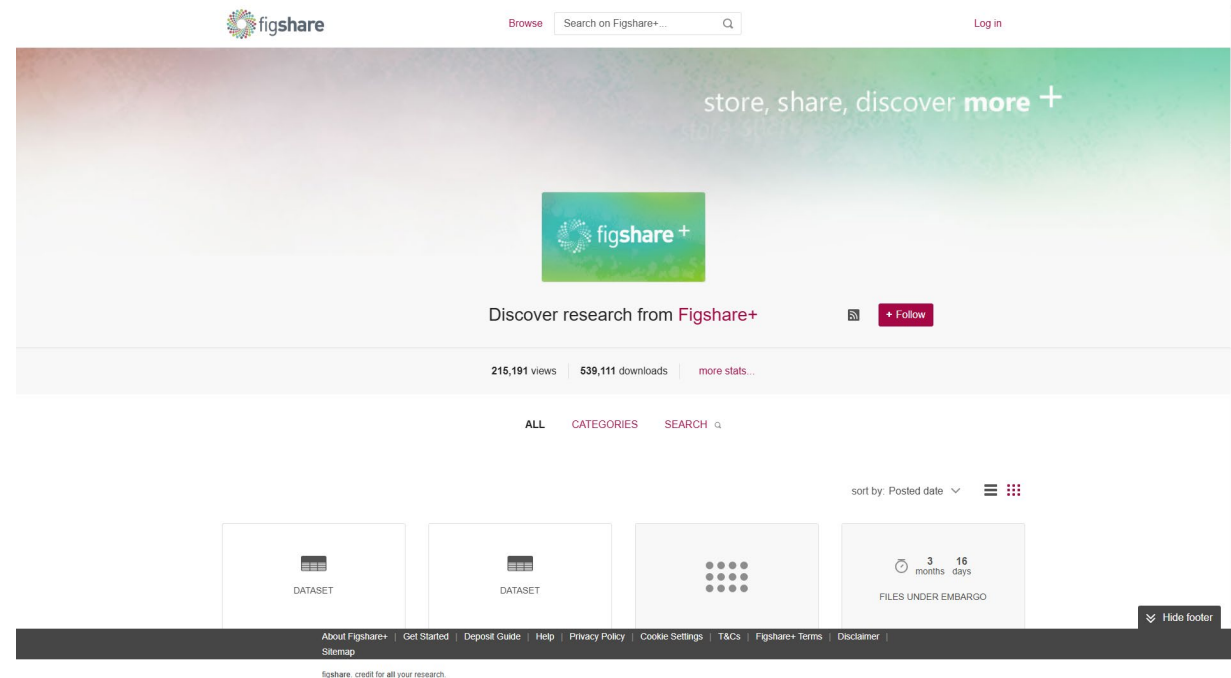 figshare
Browse
Search on Figshare+...
Log in
store, share, discover more +
figshare +
Discover research from Figshare+
+ Follow
215,191 views
539,111 downloads
more stats...
ALL
CATEGORIES
SEARCH
sort by: Posted date
DATASET
DATASET
3 months 16 days
FILES UNDER EMBARGO
Hide footer
About Figshare+ | Get Started | Deposit Guide | Help | Privacy Policy | Cookie Settings | T&Cs | Figshare+ Terms | Disclaimer |
Sitemap
figshare. credit for all your research.